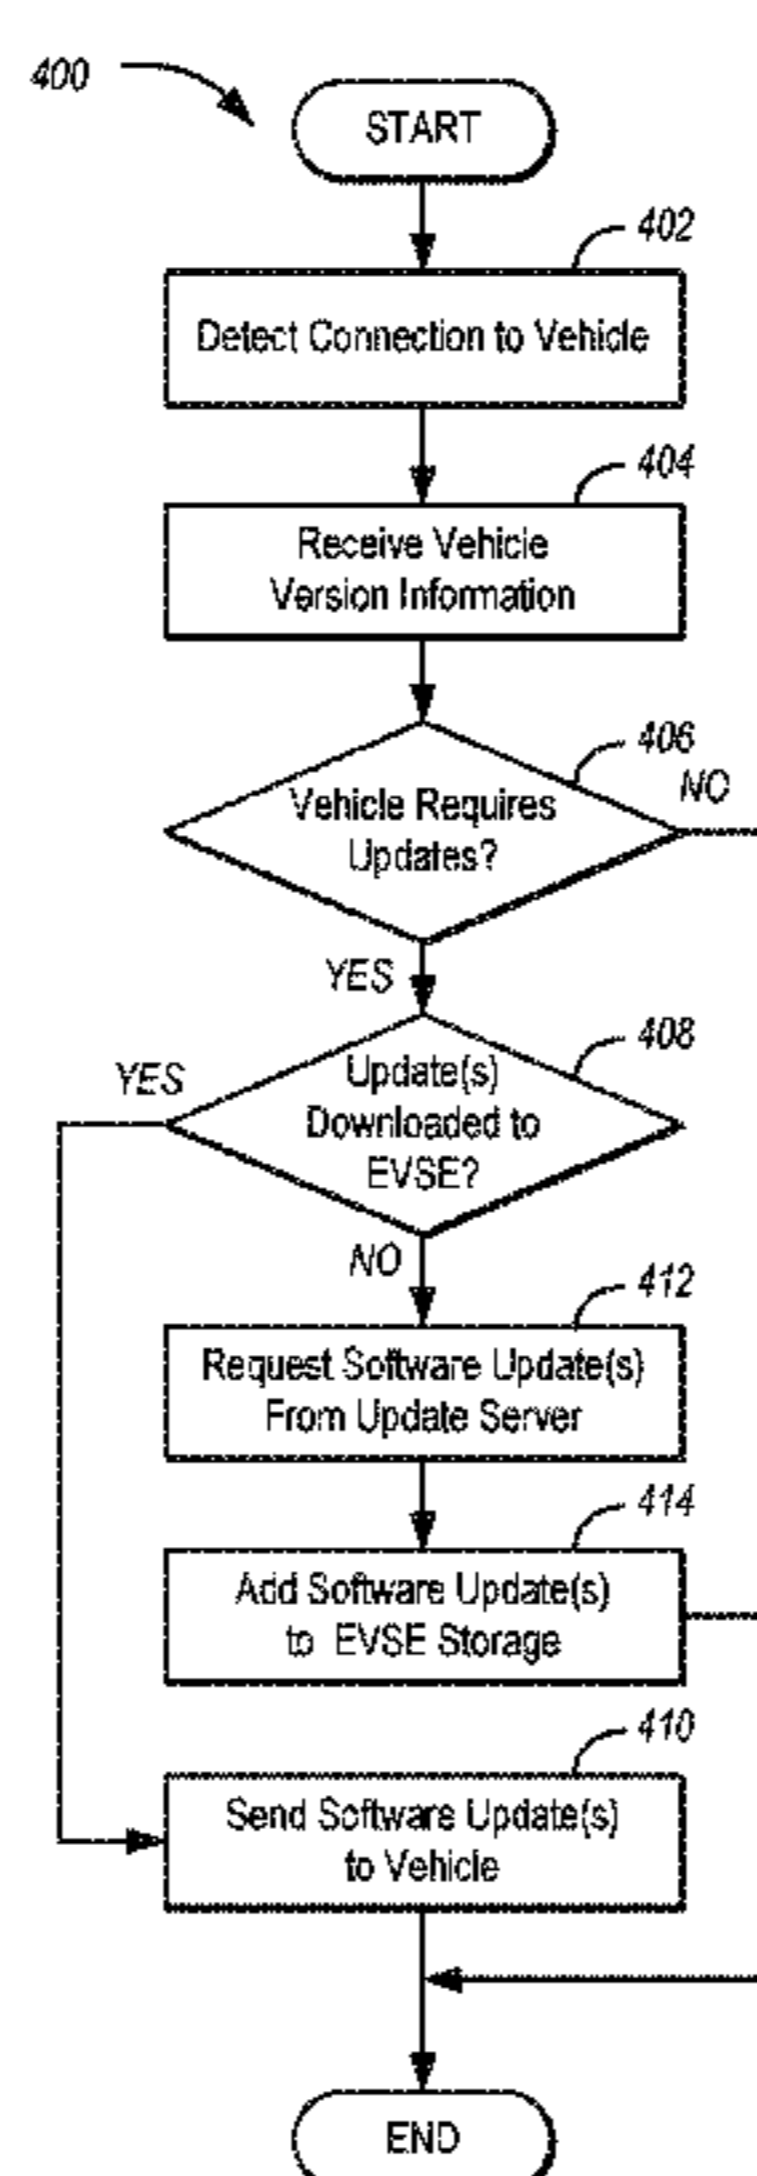 400
START
402
Detect Connection to Vehicle
404
Receive Vehicle
Version Information
406
NO
Vehicle Requires
Updates?
YES
408
YES
Update(s)
Downloaded to
EVSE?
NO
412
Request Software Update(s)
From Update Server
414
Add Software Update(s)
to EVSE Storage
410
Send Software Update(s)
to Vehicle
END